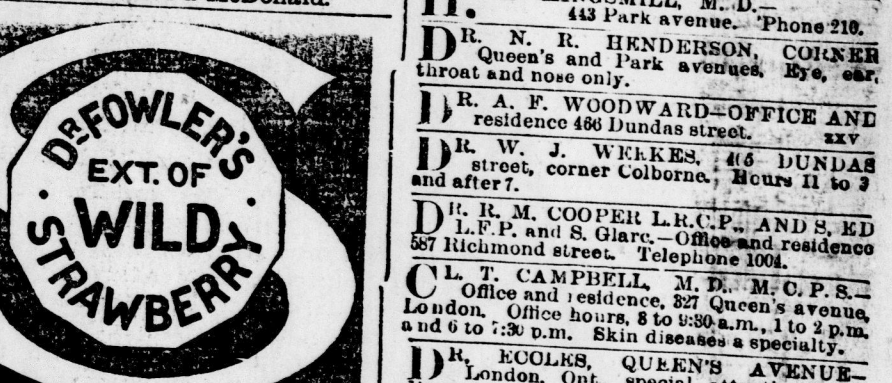 DR. FOWLER'S
EXT. OF
WILD
STRAWBERRY
M. D.—
443 Park avenue. 'Phone 210.
DR. N. R. HENDERSON, CORNER
Queen's and Park avenues. Eye, ear,
throat and nose only.
DR. A. F. WOODWARD—OFFICE AND
residence 466 Dundas street. xxv
DR. W. J. WEEKES, DUNDAS
street, corner Colborne. Hours 11 to 3
and after 7.
DR. R. M. COOPER L.R.C.P., AND S. ED
L.F.P. and S. Glare.—Office and residence
587 Richmond street. Telephone 1004.
CL. T. CAMPBELL, M. D., M. C. P. S.—
Office and residence, 327 Queen's avenue,
London. Office hours, 8 to 9:30 a.m., 1 to 2 p.m.
and 6 to 7:30 p.m. Skin diseases a specialty.
DR. ECCLES, QUEEN'S AVENUE—
London, Ont.